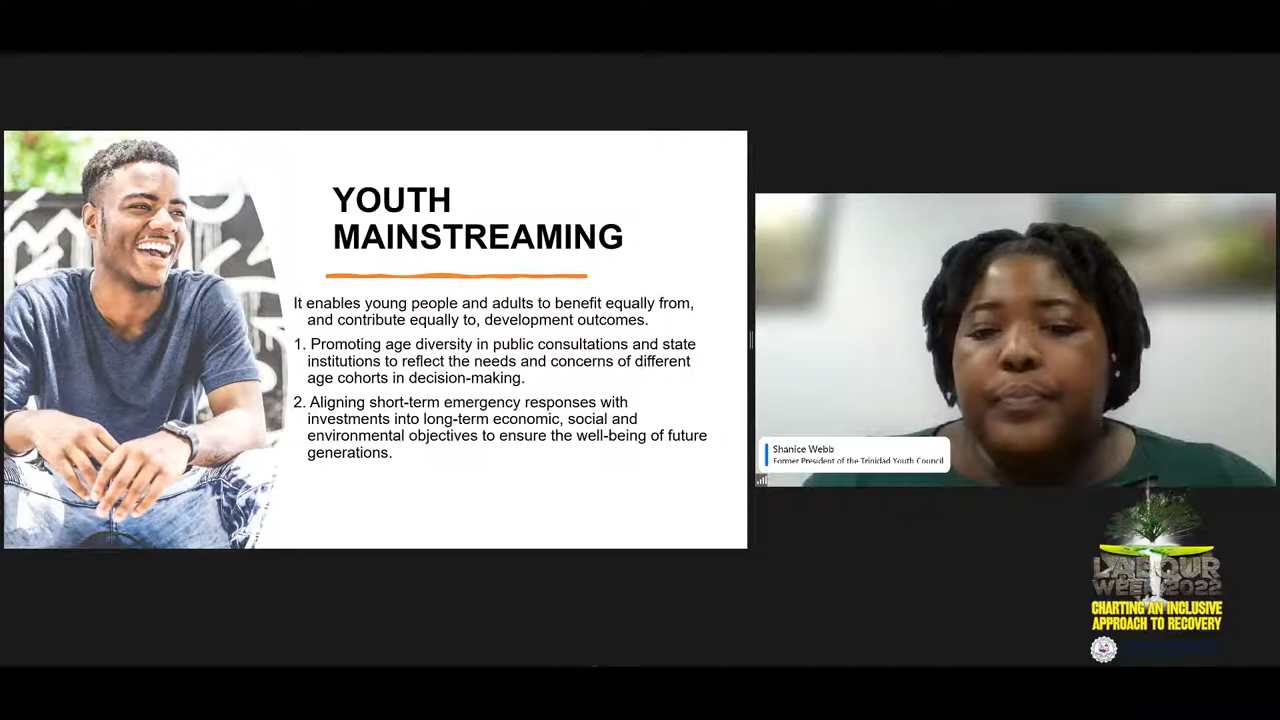 YOUTH
MAINSTREAMING
It enables young people and adults to benefit equally from,
and contribute equally to, development outcomes.
1. Promoting age diversity in public consultations and state
institutions to reflect the needs and concerns of different
age cohorts in decision-making.
2. Aligning short-term emergency responses with
investments into long-term economic, social and
environmental objectives to ensure the well-being of future
generations.
Shanice Webb
Former President of the Trinidad Youth Council
LABOUR
WEEK 2022
CHARTING AN INCLUSIVE
APPROACH TO RECOVERY